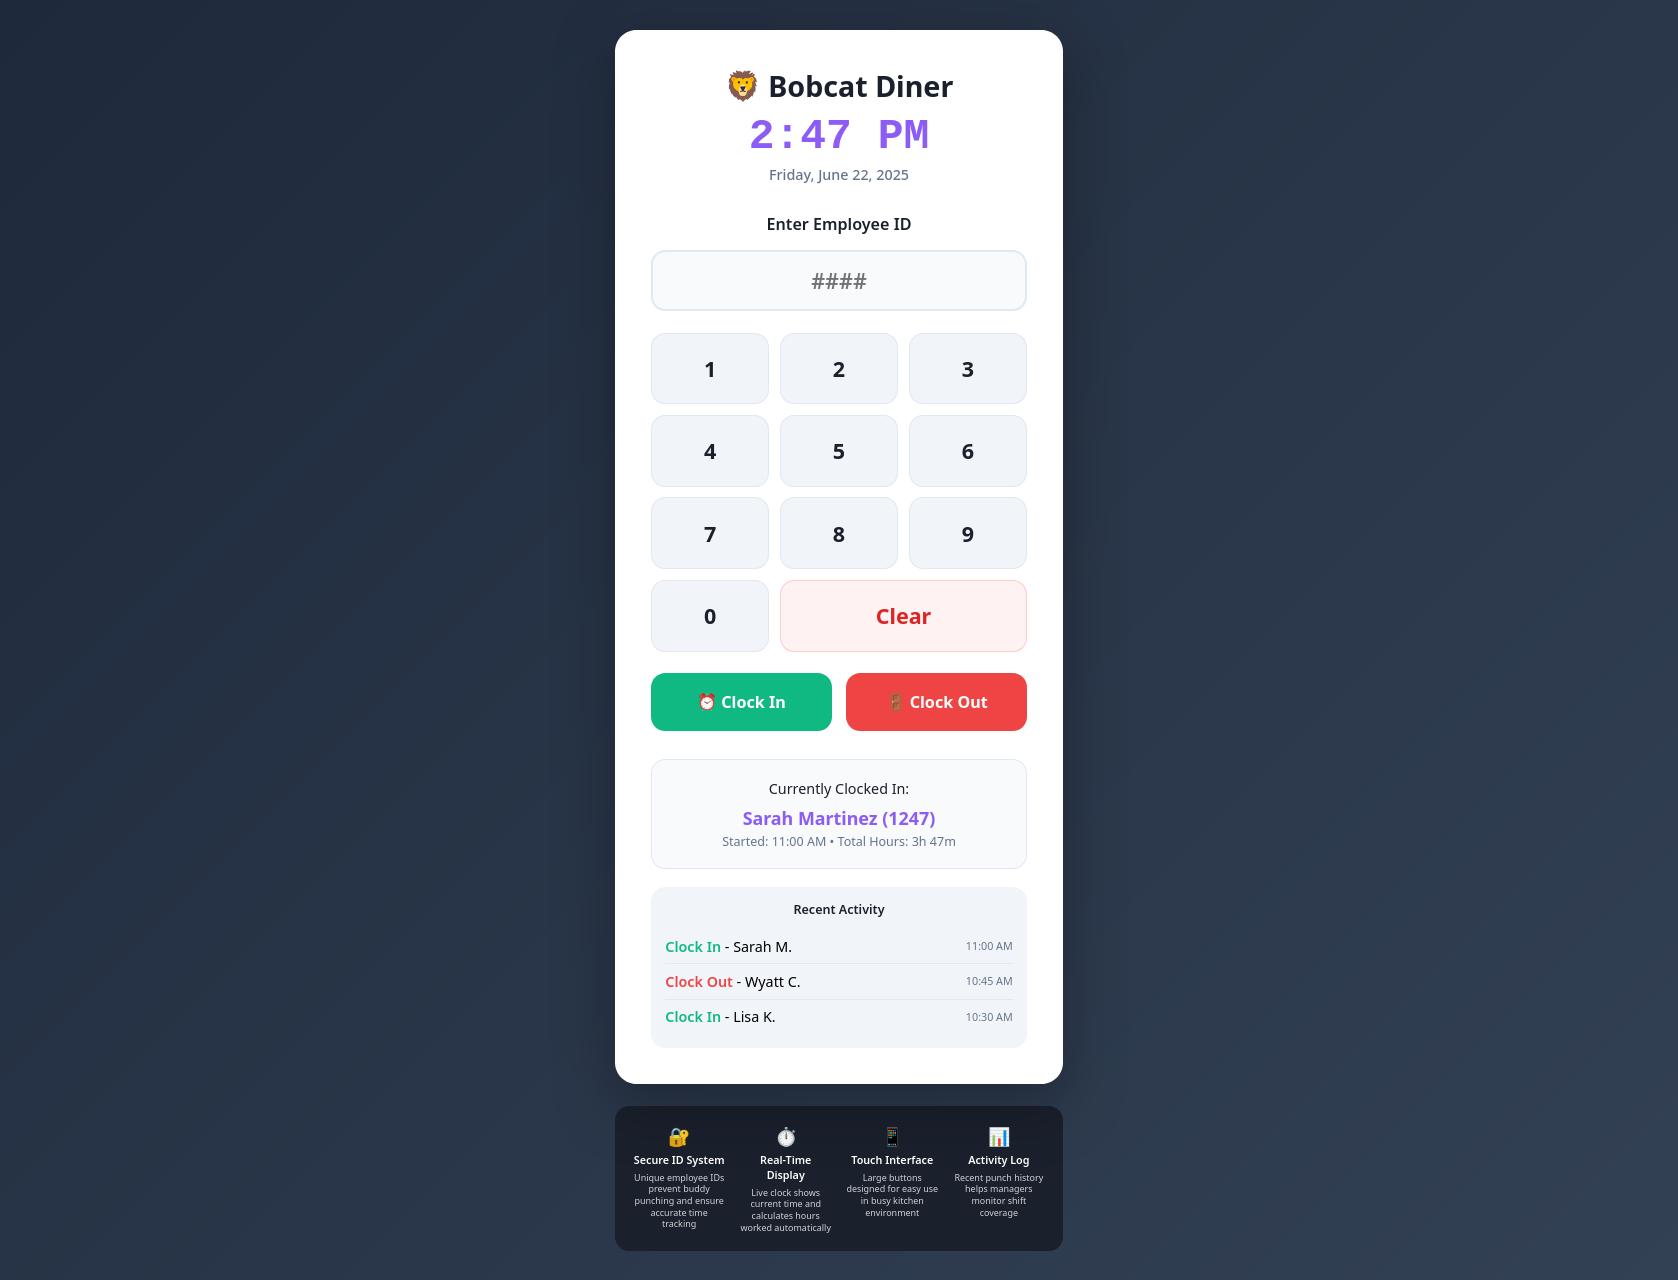 🦁 Bobcat Diner
2:47 PM
Friday, June 22, 2025
Enter Employee ID
####
1 2 3
4 5 6
7 8 9
0 Clear
⏰ Clock In 🚪 Clock Out
Currently Clocked In:
Sarah Martinez (1247)
Started: 11:00 AM • Total Hours: 3h 47m
Recent Activity
Clock In - Sarah M. 11:00 AM
Clock Out - Wyatt C. 10:45 AM
Clock In - Lisa K. 10:30 AM
🔐
Secure ID System
Unique employee IDs
prevent buddy
punching and ensure
accurate time
tracking
⏱️
Real-Time
Display
Live clock shows
current time and
calculates hours
worked automatically
📱
Touch Interface
Large buttons
designed for easy use
in busy kitchen
environment
📊
Activity Log
Recent punch history
helps managers
monitor shift
coverage